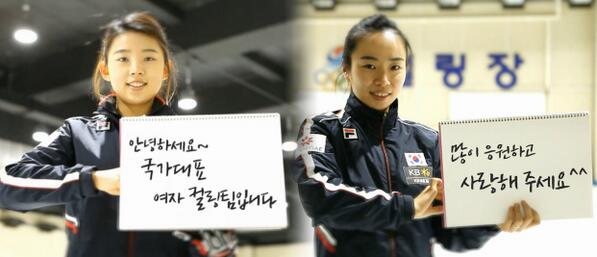 안녕하세요~
국가대표
여자 컬링팀입니다
링장
많이 응원하고
사랑해 주세요^^
FILA
KB